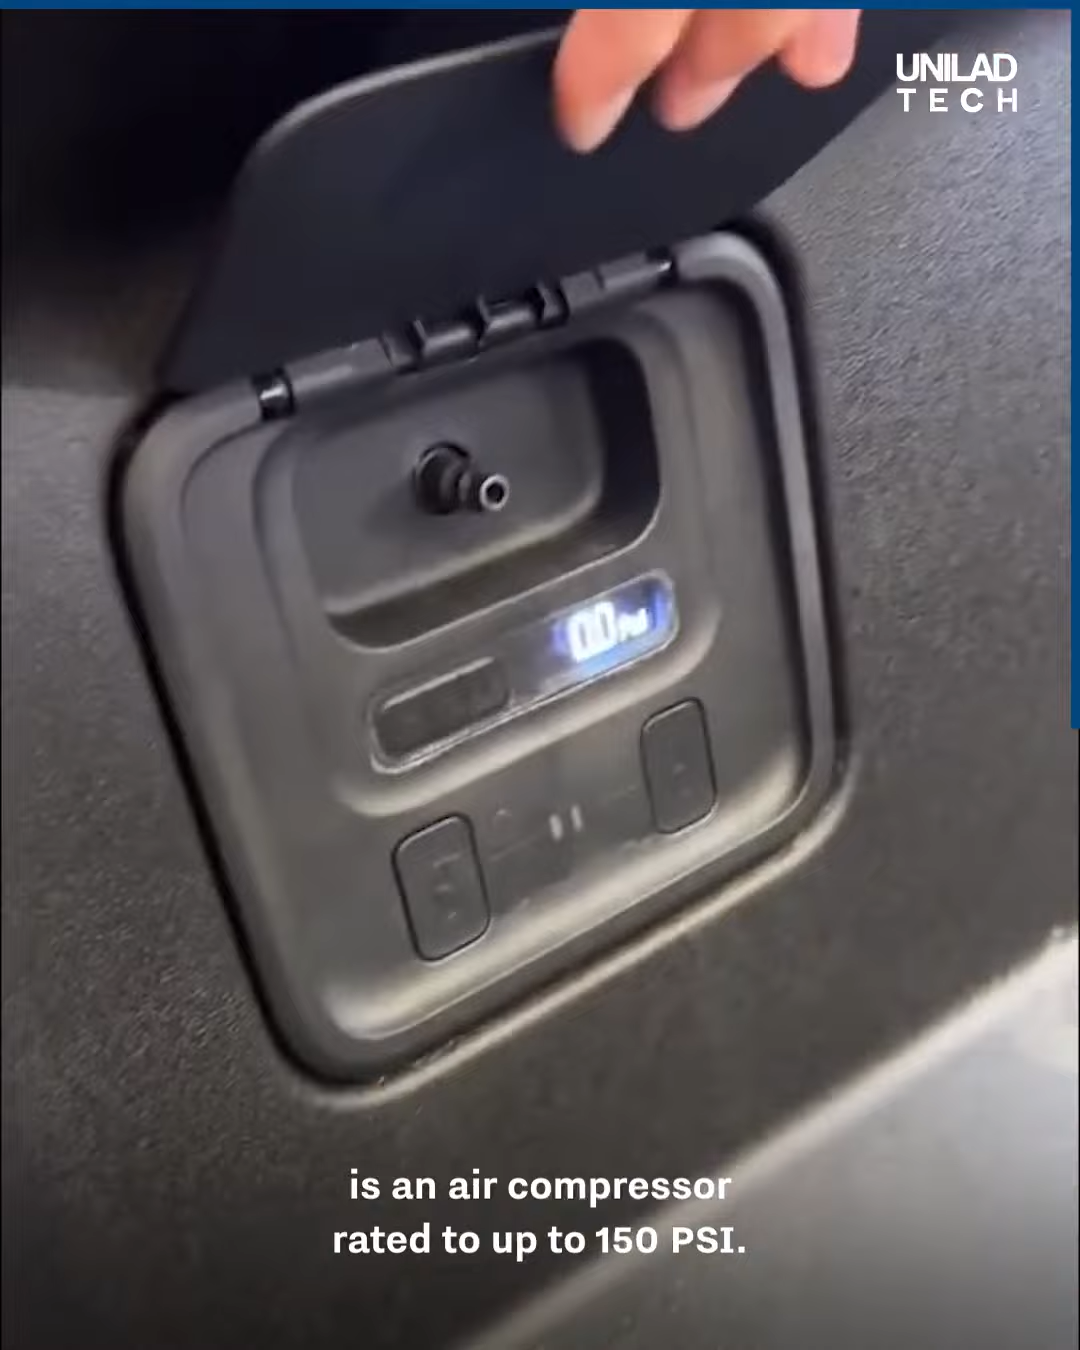 UNILAD
TECH
0.0 PSI
is an air compressor
rated to up to 150 PSI.